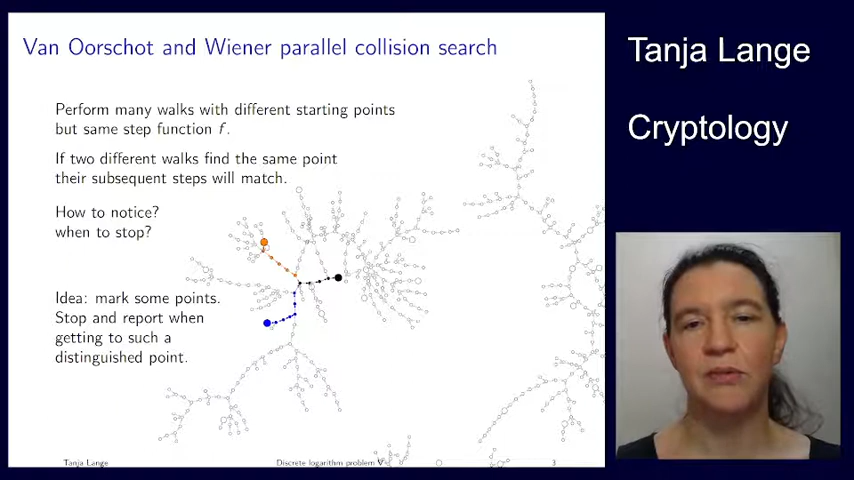 Van Oorschot and Wiener parallel collision search
Perform many walks with different starting points
but same step function f.
If two different walks find the same point
their subsequent steps will match.
How to notice?
when to stop?
Idea: mark some points.
Stop and report when
getting to such a
distinguished point.
Tanja Lange
Discrete logarithm problem V
3
Tanja Lange
Cryptology